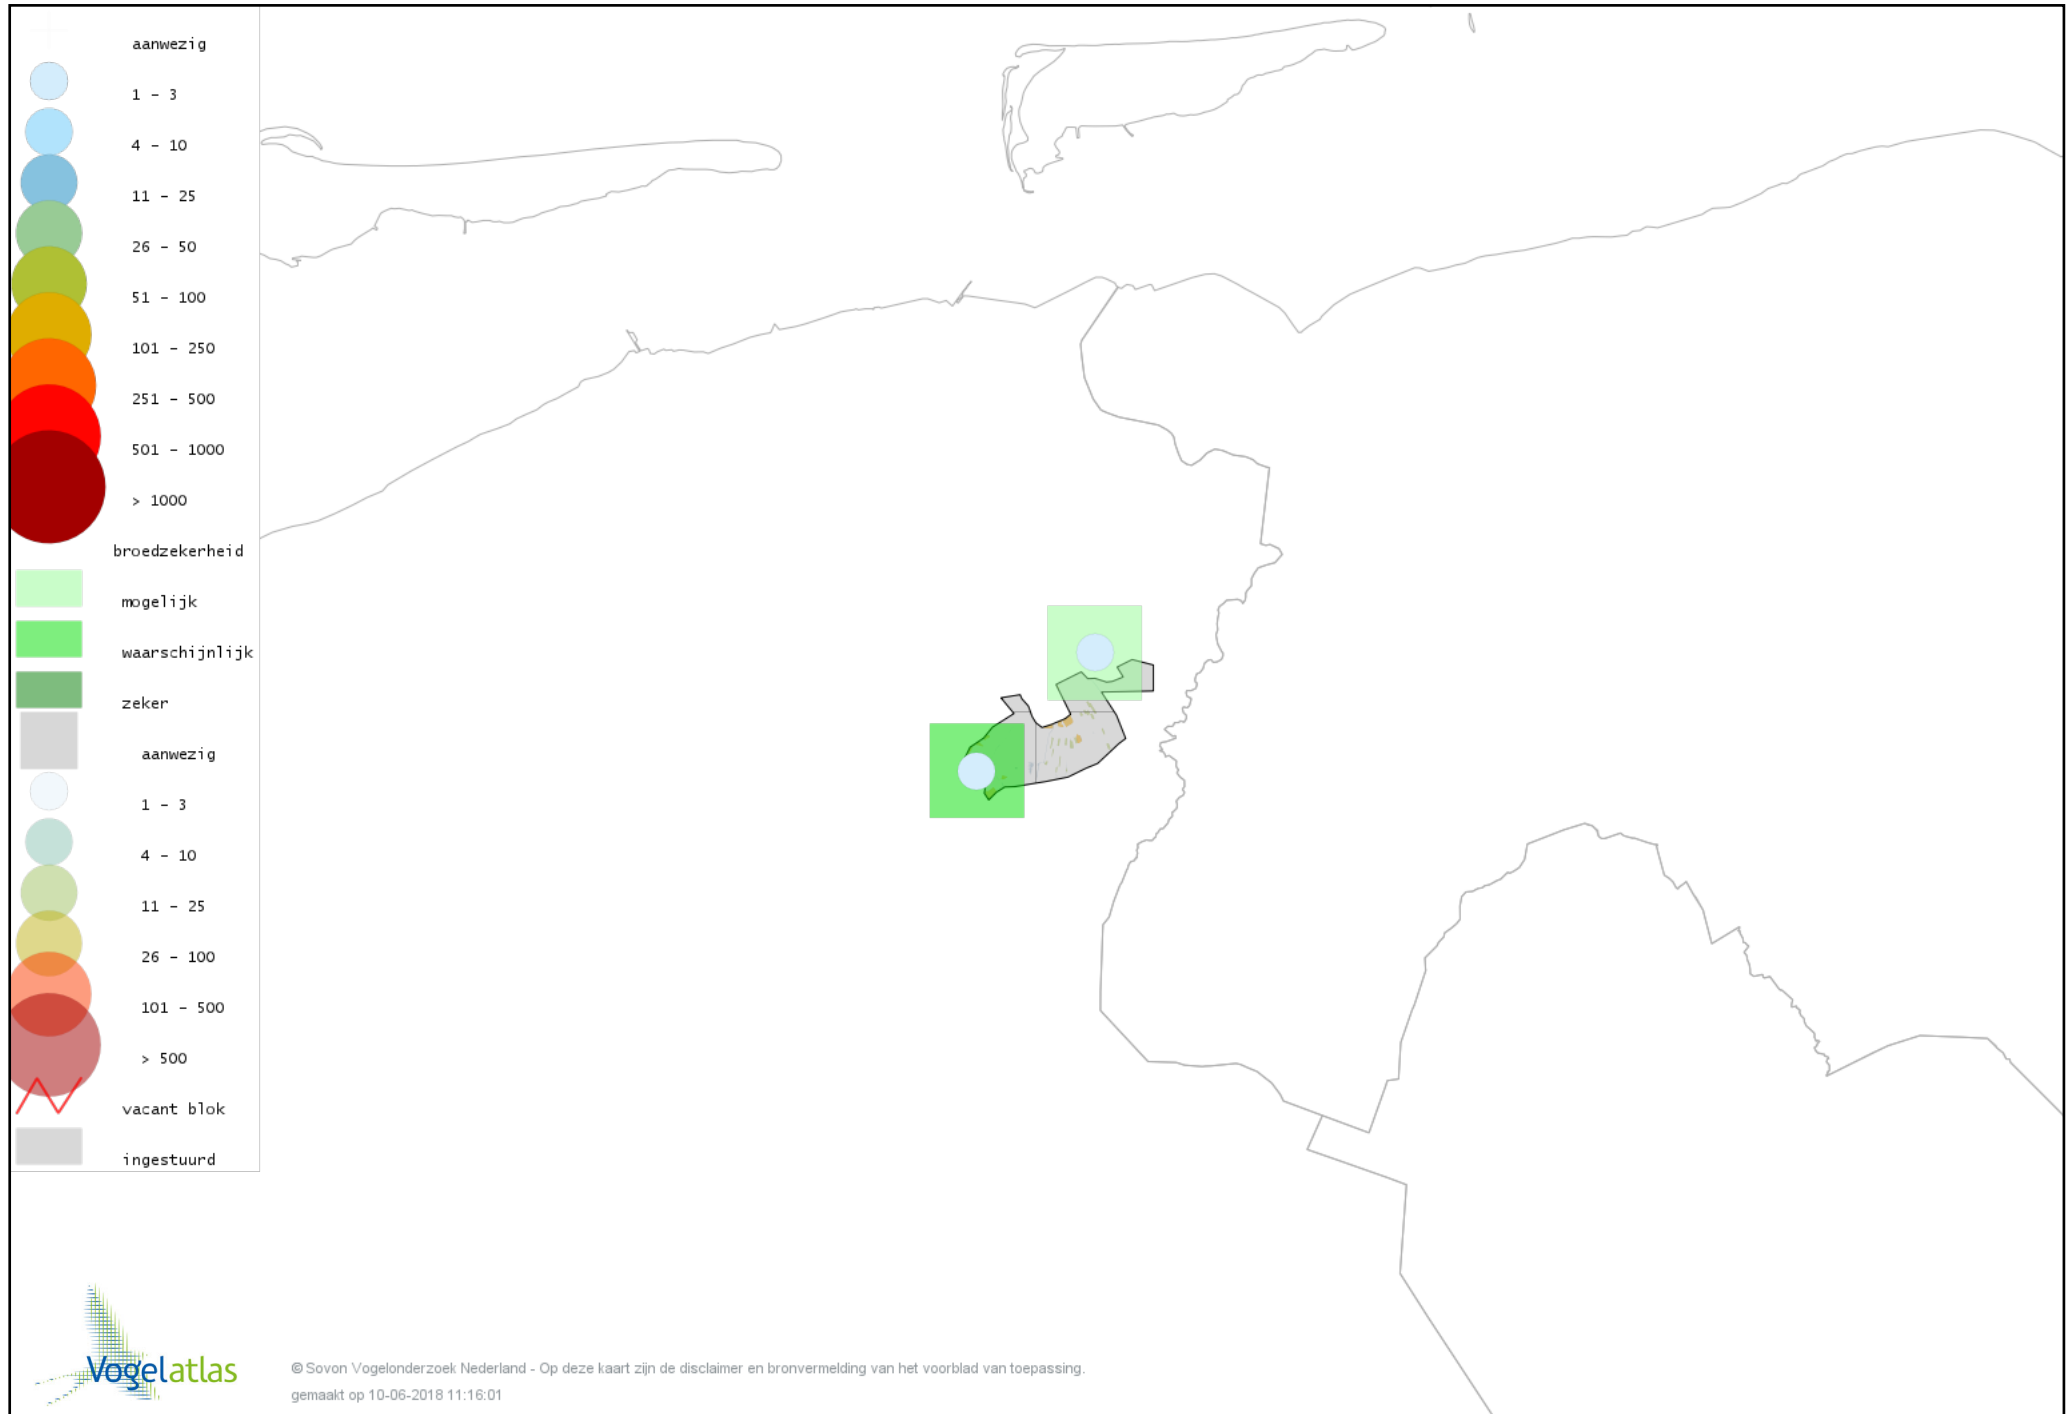 aanwezig
1 - 3
4 - 10
11 - 25
26 - 50
51 - 100
101 - 250
251 - 500
501 - 1000
> 1000
broedzekerheid
mogelijk
waarschijnlijk
zeker
aanwezig
1 - 3
4 - 10
11 - 25
26 - 100
101 - 500
> 500
vacant blok
ingestuurd
Vogelatlas
© Sovon Vogelonderzoek Nederland - Op deze kaart zijn de disclaimer en bronvermelding van het voorblad van toepassing.
gemaakt op 10-06-2018 11:16:01